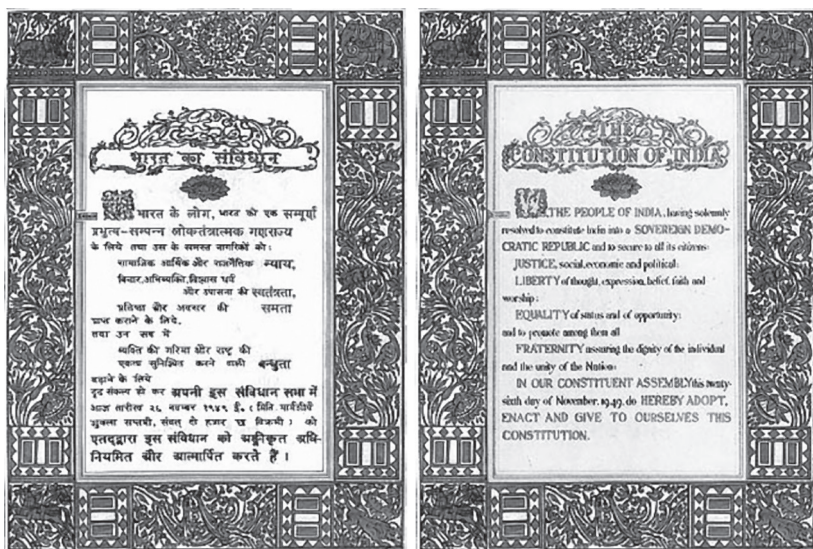 भारत का संविधान
हम भारत के लोग, भारत को एक सम्पूर्ण
प्रभुत्व-सम्पन्न लोकतंत्रात्मक गणराज्य
के लिये तथा उस के समस्त नागरिकों को:
सामाजिक आर्थिक और राजनैतिक न्याय,
विचार, अभिव्यक्ति, विश्वास धर्म
और उपासना की स्वतंत्रता,
प्रतिष्ठा और अवसर की समता
प्राप्त कराने के लिये,
तथा उन सब में
व्यक्ति की गरिमा और राष्ट्र की
एकता सुनिश्चित करने वाली बन्धुता
बढ़ाने के लिये
दृढ़ संकल्प हो कर अपनी इस संविधान सभा में
आज तारीख २६ नवम्बर १९४९ ई. (मिति मार्गशीर्ष
शुक्ला सप्तमी, संवत् दो हजार छ विक्रमी) को
एतद्द्वारा इस संविधान को अङ्गीकृत अधि-
नियमित और आत्मार्पित करते हैं।
THE
CONSTITUTION OF INDIA
WE, THE PEOPLE OF INDIA, having solemnly
resolved to constitute India into a SOVEREIGN DEMO-
CRATIC REPUBLIC and to secure to all its citizens:
JUSTICE, social, economic and political;
LIBERTY of thought, expression, belief, faith and
worship;
EQUALITY of status and of opportunity;
and to promote among them all
FRATERNITY assuring the dignity of the individual
and the unity of the Nation;
IN OUR CONSTITUENT ASSEMBLY this twenty-
sixth day of November, 1949, do HEREBY ADOPT,
ENACT AND GIVE TO OURSELVES THIS
CONSTITUTION.